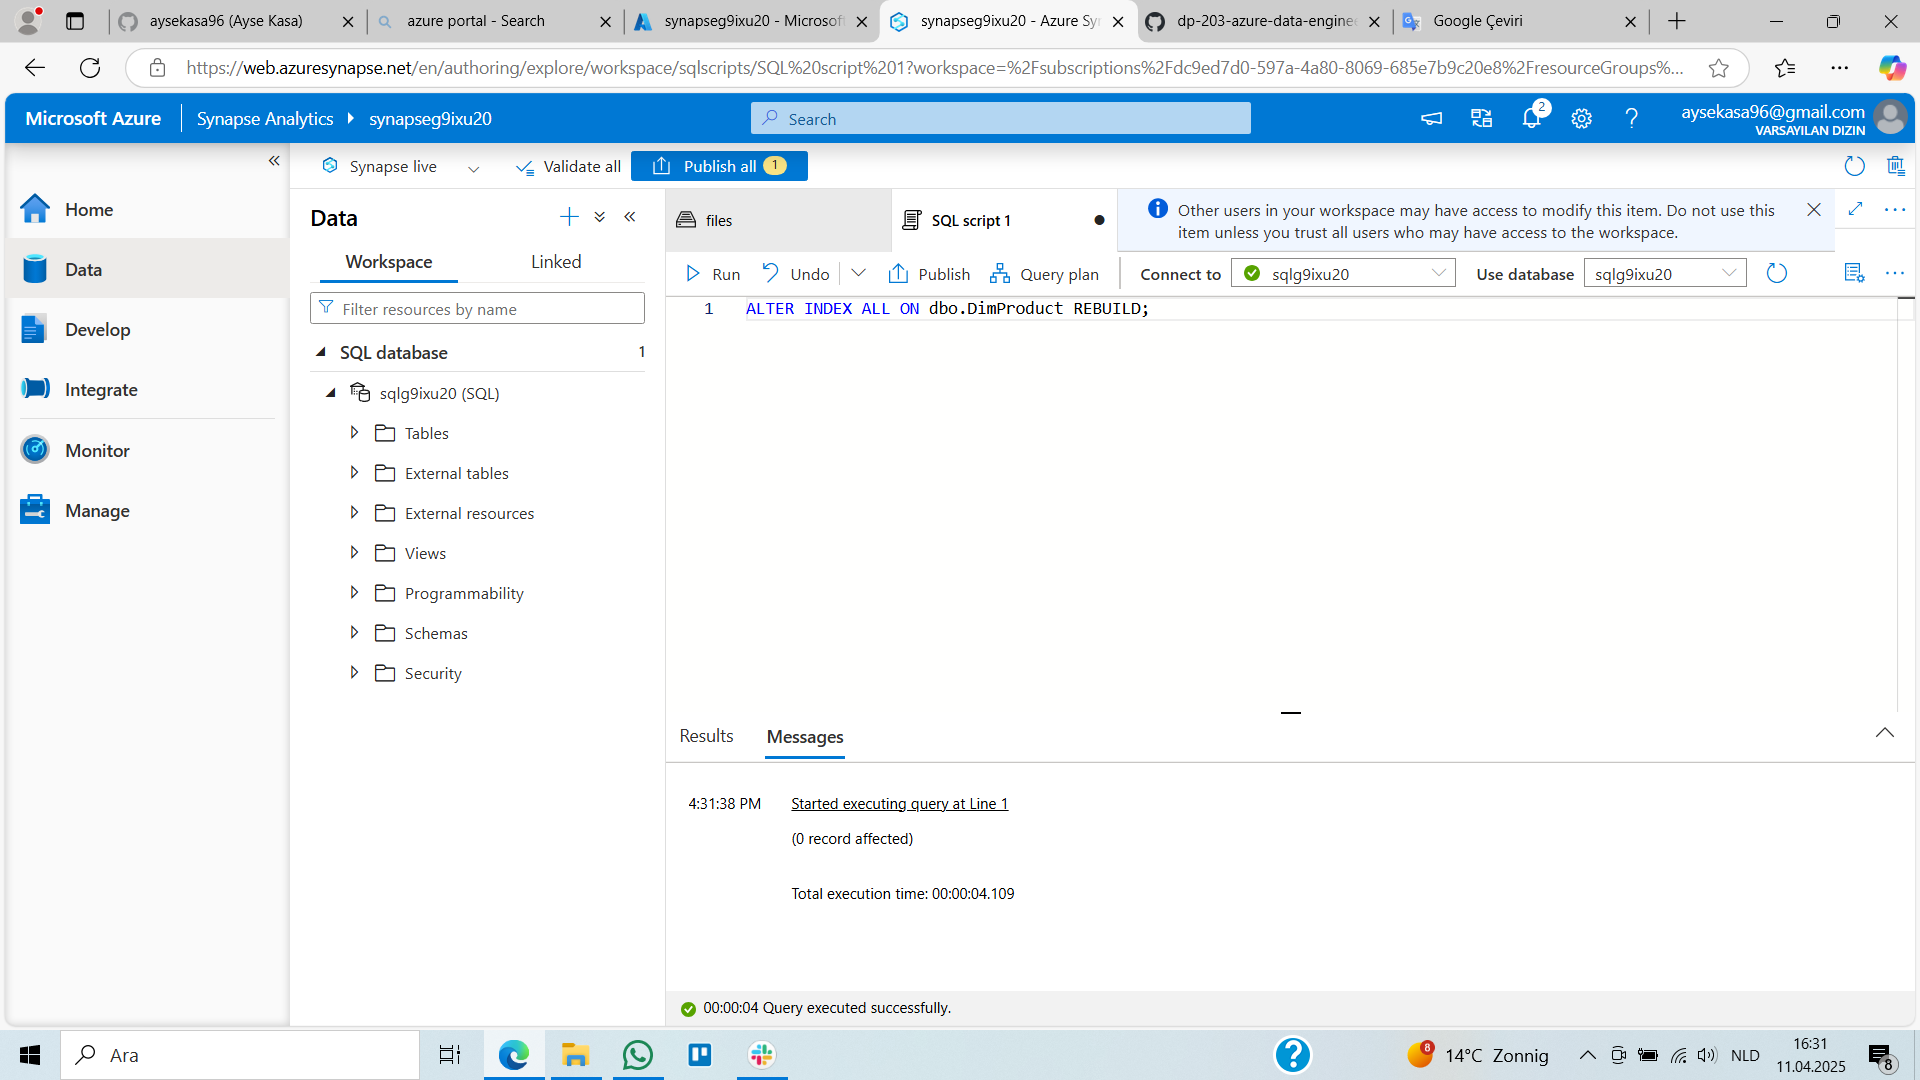 aysekasa96 (Ayse Kasa)
azure portal - Search
synapseg9ixu20 - Microsoft
synapseg9ixu20 - Azure Sy
dp-203-azure-data-enginee
Google Çeviri
https://web.azuresynapse.net/en/authoring/explore/workspace/sqlscripts/SQL%20script%201?workspace=%2Fsubscriptions%2Fdc9ed7d0-597a-4a80-8069-685e7b9c20e8%2FresourceGroups%...
Microsoft Azure
Synapse Analytics
synapseg9ixu20
Search
2
aysekasa96@gmail.com
VARSAYILAN DIZIN
Synapse live
Validate all
Publish all 1
Home
Data
Develop
Integrate
Monitor
Manage
Data
Workspace
Linked
Filter resources by name
SQL database 1
sqlg9ixu20 (SQL)
Tables
External tables
External resources
Views
Programmability
Schemas
Security
files
SQL script 1
Other users in your workspace may have access to modify this item. Do not use this
item unless you trust all users who may have access to the workspace.
Run
Undo
Publish
Query plan
Connect to
sqlg9ixu20
Use database
sqlg9ixu20
1 ALTER INDEX ALL ON dbo.DimProduct REBUILD;
Results
Messages
4:31:38 PM Started executing query at Line 1
(0 record affected)
Total execution time: 00:00:04.109
00:00:04 Query executed successfully.
Ara
8
14°C Zonnig
NLD
16:31
11.04.2025
8